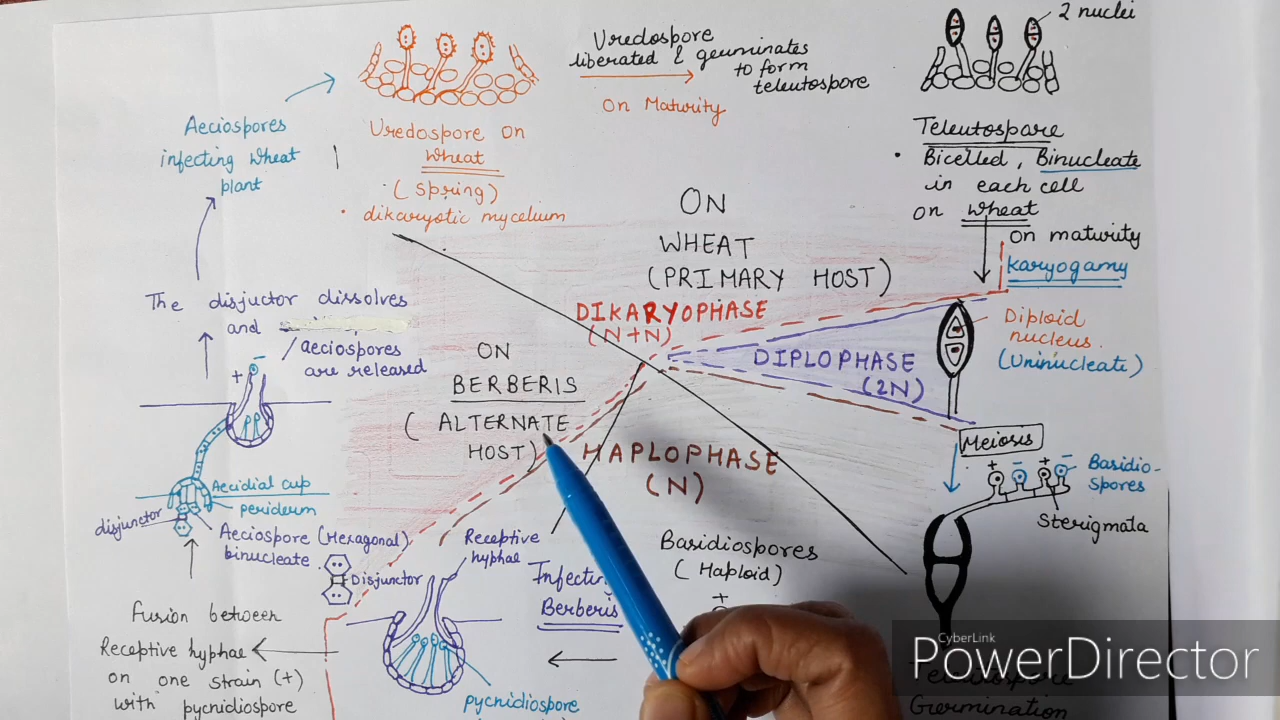 Uredospore
liberated & geuminates
to form
teleutospore
On Maturity
2 nuclei
Aeciospores
infecting wheat
plant
Uredospore on
Wheat
(Spring)
• dikaryotic mycelium
Teleutospore
• Bicelled, Binucleate
in each cell
on wheat
on maturity
karyogamy
ON
WHEAT
(PRIMARY HOST)
DIKARYOPHASE
(N+N)
Diploid
nucleus.
(Uninucleate)
DIPLOPHASE
(2N)
The disjuctor dissolves
and
aeciospores
are released
+
-
ON
BERBERIS
(ALTERNATE
HOST)
HAPLOPHASE
(N)
Meiosis
+ - + -
Basidio-
Spores
Sterigmata
Aecidial cup
periderm
disjunctor
Aeciospore (Hexagonal)
binucleate.
Disjunctor
Receptive
hyphae
Infectin
Berberis
Basidiospores
(Haploid)
+
Fusion between
Receptive hyphae
on one strain (+)
with pycnidiospore
pycnidiospore
CyberLink
PowerDirector
Germination